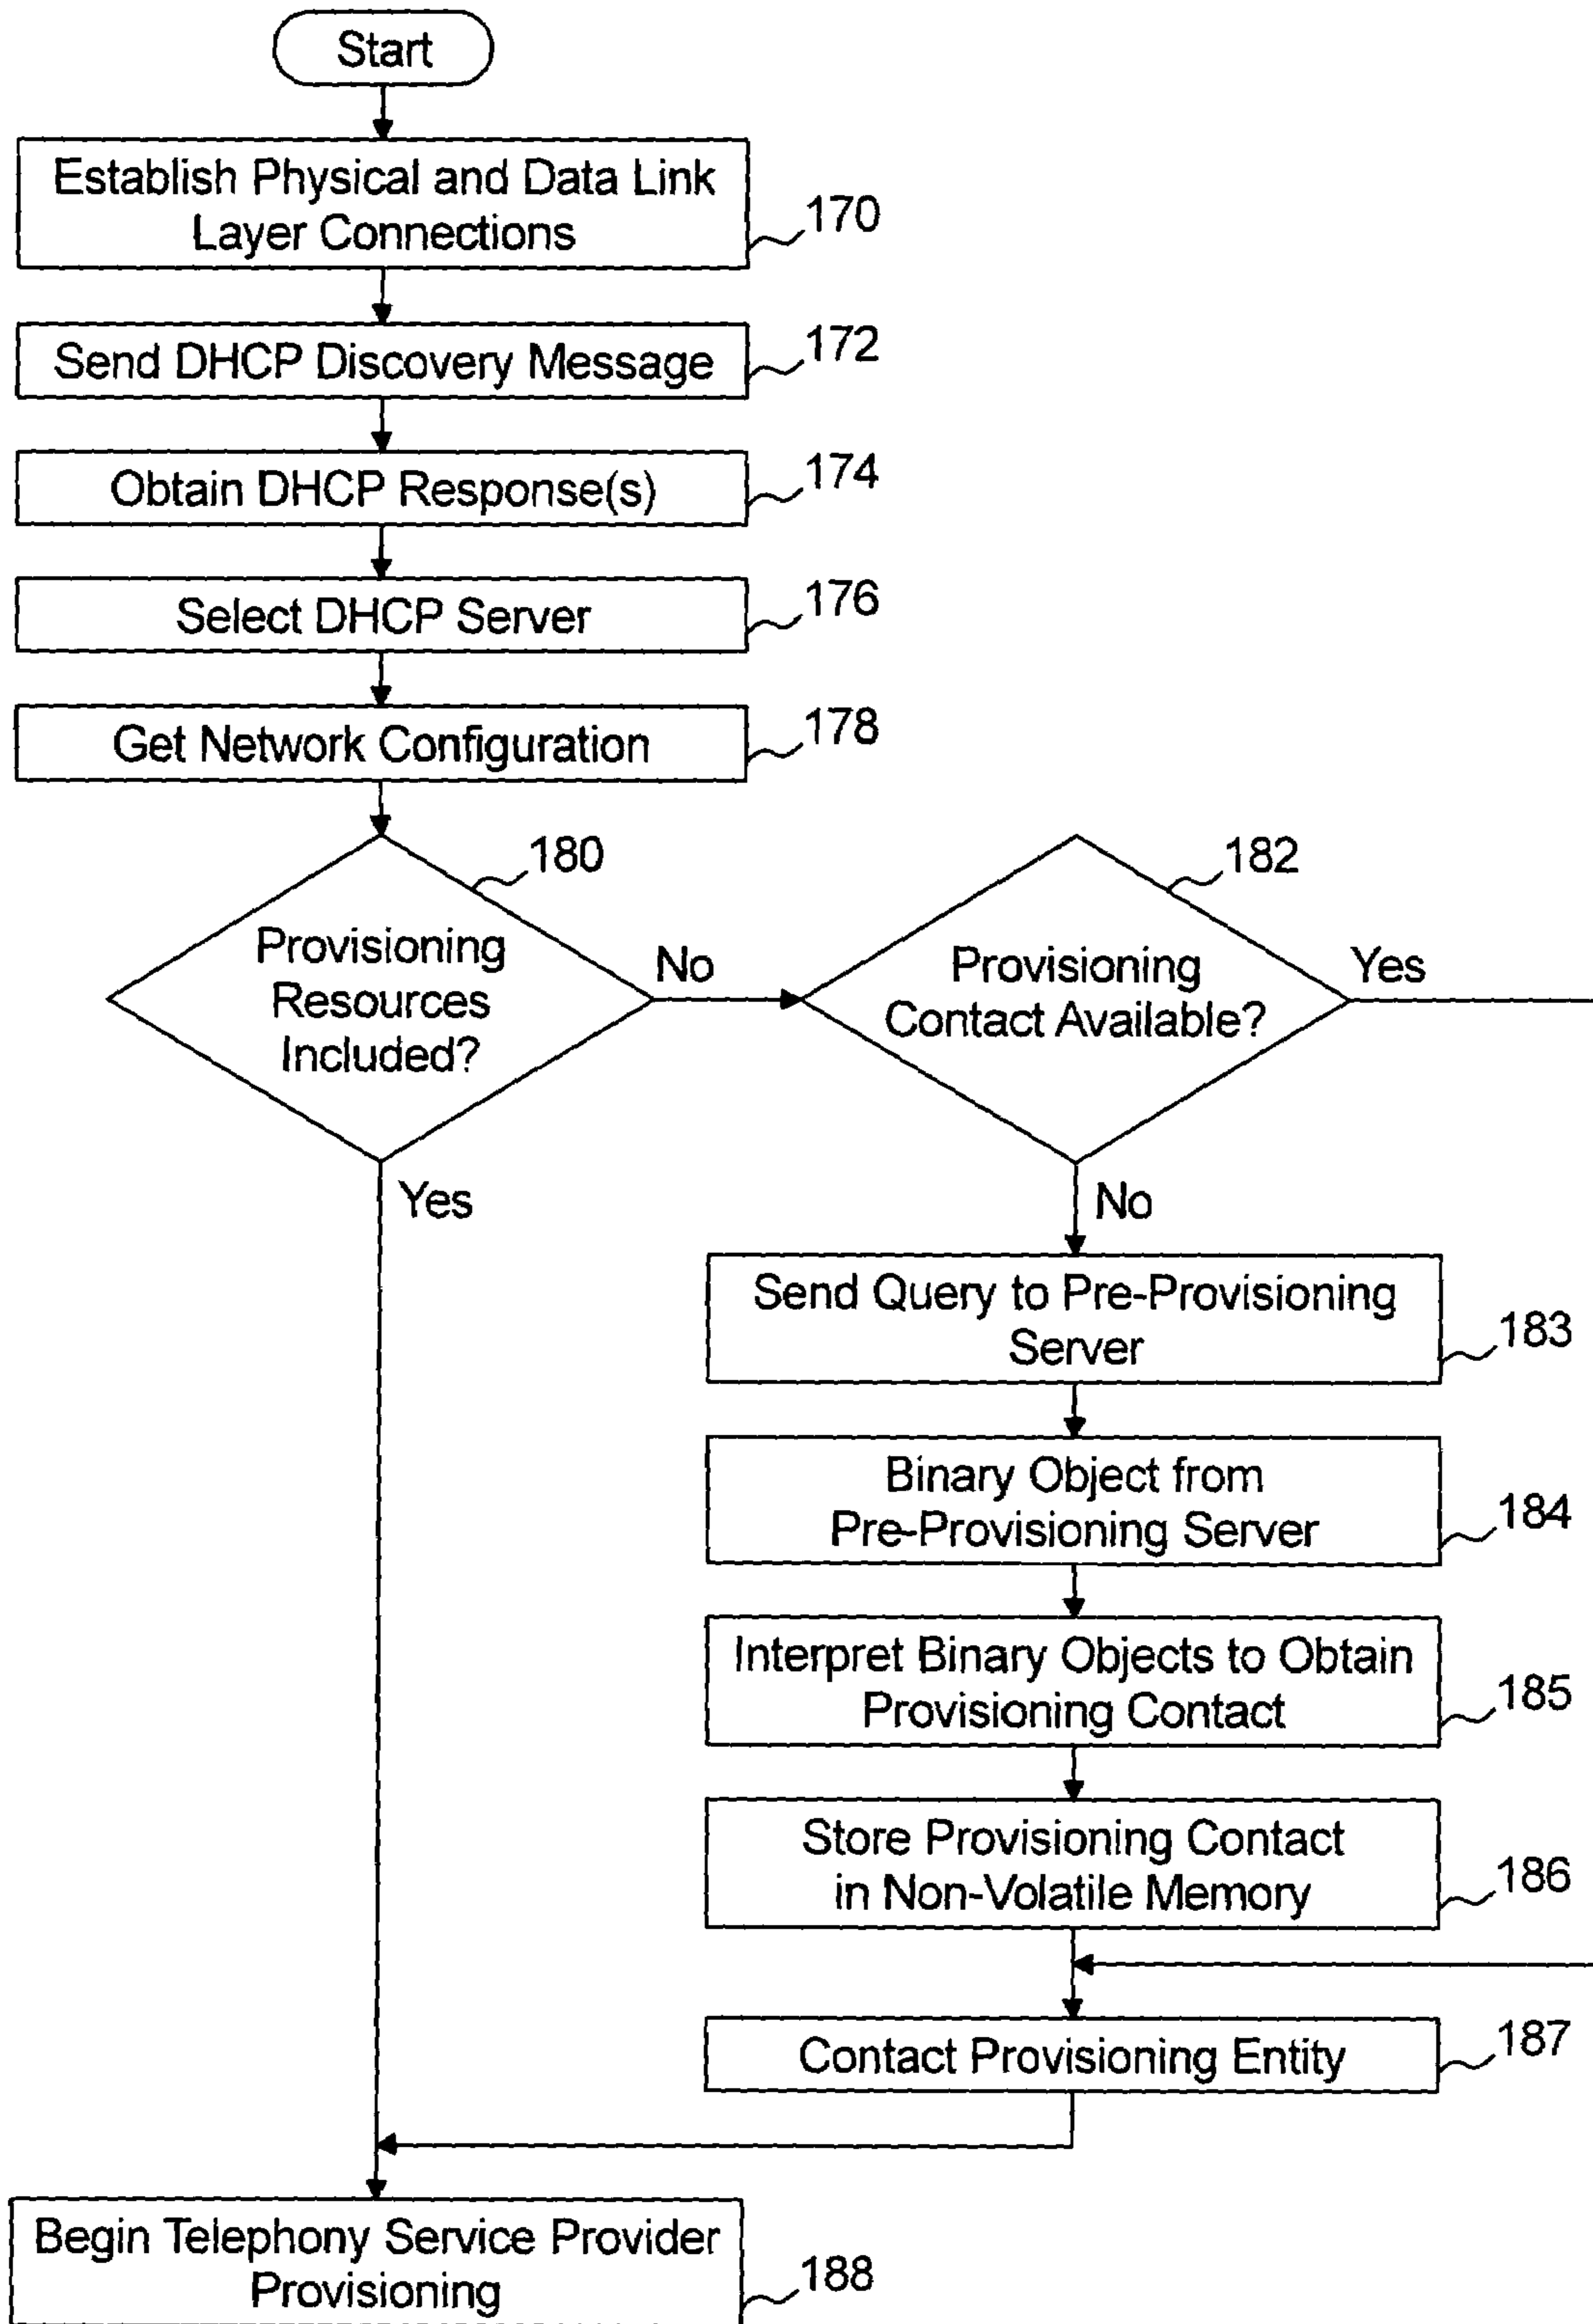 Start
Establish Physical and Data Link
Layer Connections
170
Send DHCP Discovery Message
172
Obtain DHCP Response(s)
174
Select DHCP Server
176
Get Network Configuration
178
180
Provisioning
Resources
Included?
No
Yes
182
Provisioning
Contact Available?
Yes
No
Send Query to Pre-Provisioning
Server
183
Binary Object from
Pre-Provisioning Server
184
Interpret Binary Objects to Obtain
Provisioning Contact
185
Store Provisioning Contact
in Non-Volatile Memory
186
Contact Provisioning Entity
187
Begin Telephony Service Provider
Provisioning
188